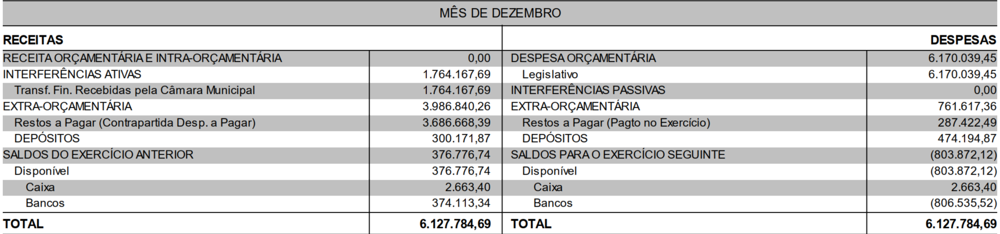 MÊS DE DEZEMBRO
RECEITAS DESPESAS
RECEITA ORÇAMENTÁRIA E INTRA-ORÇAMENTÁRIA 0,00 DESPESA ORÇAMENTÁRIA 6.170.039,45
INTERFERÊNCIAS ATIVAS 1.764.167,69 Legislativo 6.170.039,45
Transf. Fin. Recebidas pela Câmara Municipal 1.764.167,69 INTERFERÊNCIAS PASSIVAS 0,00
EXTRA-ORÇAMENTÁRIA 3.986.840,26 EXTRA-ORÇAMENTÁRIA 761.617,36
Restos a Pagar (Contrapartida Desp. a Pagar) 3.686.668,39 Restos a Pagar (Pagto no Exercício) 287.422,49
DEPÓSITOS 300.171,87 DEPÓSITOS 474.194,87
SALDOS DO EXERCÍCIO ANTERIOR 376.776,74 SALDOS PARA O EXERCÍCIO SEGUINTE (803.872,12)
Disponível 376.776,74 Disponível (803.872,12)
Caixa 2.663,40 Caixa 2.663,40
Bancos 374.113,34 Bancos (806.535,52)
TOTAL 6.127.784,69 TOTAL 6.127.784,69